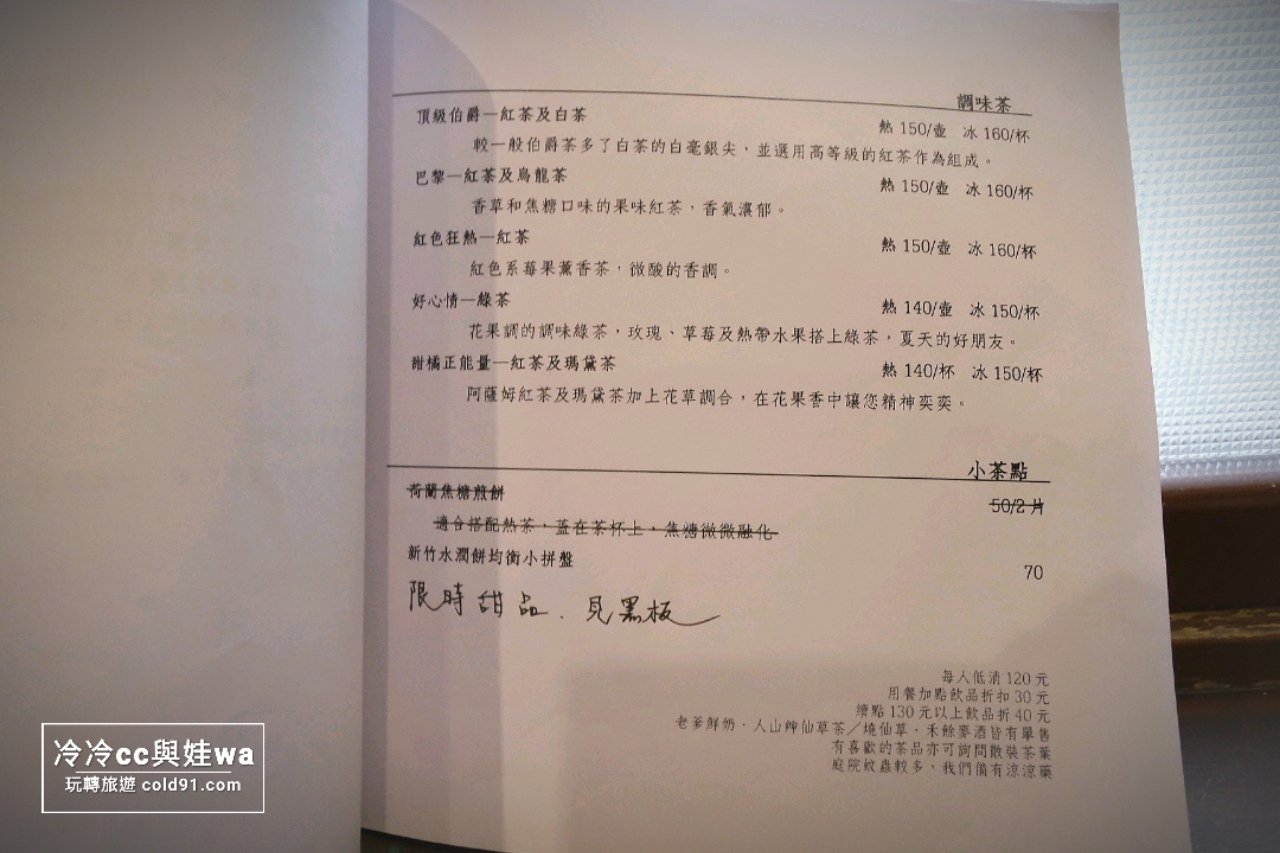 調味茶
頂級伯爵—紅茶及白茶 熱 150/壺 冰 160/杯
較一般伯爵茶多了白茶的白毫銀尖，並選用高等級的紅茶作為組成。
巴黎—紅茶及烏龍茶 熱 150/壺 冰 160/杯
香草和焦糖口味的果味紅茶，香氣濃郁。
紅色狂熱—紅茶 熱 150/壺 冰 160/杯
紅色系莓果薰香茶，微酸的香調。
好心情—綠茶 熱 140/壺 冰 150/杯
花果調的調味綠茶，玫瑰、草莓及熱帶水果搭上綠茶，夏天的好朋友。
甜橘正能量—紅茶及瑪黛茶 熱 140/杯 冰 150/杯
阿薩姆紅茶及瑪黛茶加上花草調合，在花果香中讓您精神奕奕。
小茶點
荷蘭焦糖煎餅 50/2 片
適合搭配熱茶，蓋在茶杯上，焦糖微微融化
新竹水潤餅均衡小拼盤 70
限時甜品．見黑板
每人低消 120 元
用餐加點飲品折扣 30 元
續點 130 元以上飲品折 40 元
老爹鮮奶．人山艸仙草茶／燒仙草．禾餘麥酒皆有單售
有喜歡的茶品亦可詢問散裝茶葉
庭院蚊蟲較多，我們備有涼涼藥
冷冷cc與娃wa
玩轉旅遊 cold91.com